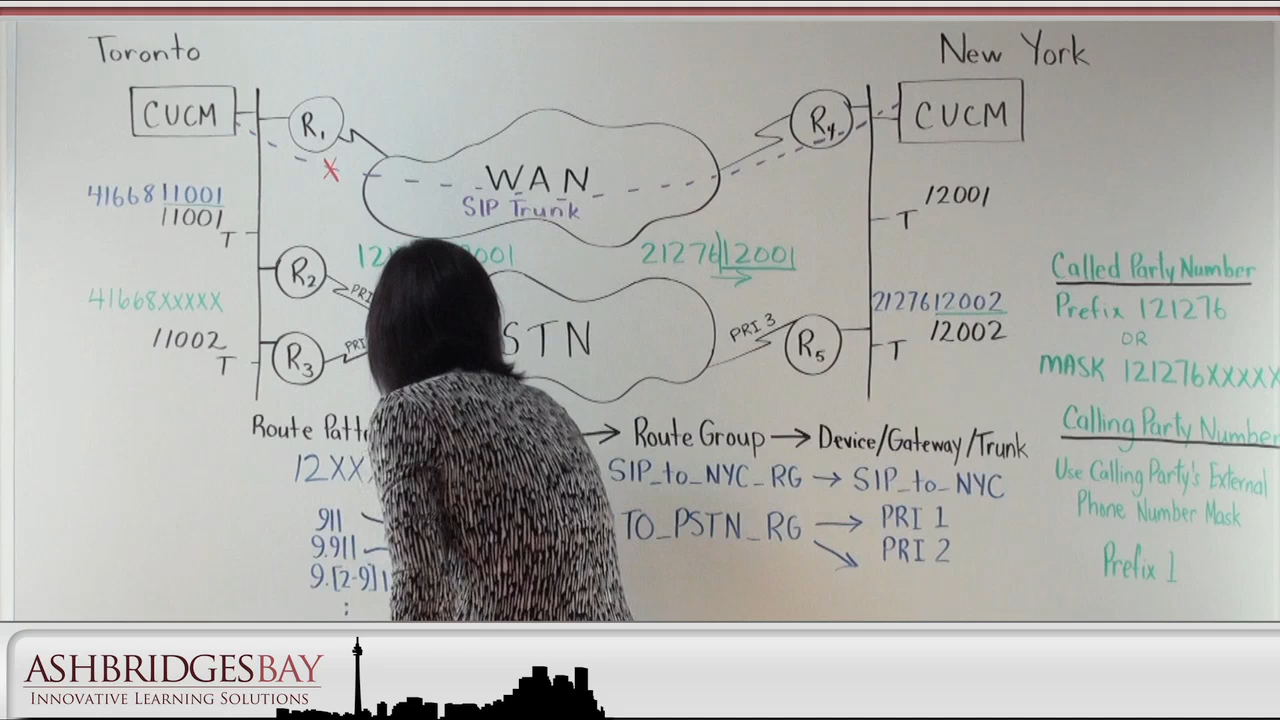 Toronto
New York
CUCM
R1
R4
CUCM
WAN
SIP Trunk
4166811001
11001
T
12001
T
R2
PRI
2127612001
41668XXXXX
11002
T
R3
STN
PRI 3
R5
2127612002
12002
T
Called Party Number
Prefix 121276
OR
MASK 121276XXXXX
Calling Party Number
Use Calling Party's External
Phone Number Mask
Prefix 1
Route → Route Group → Device/Gateway/Trunk
SIP_to_NYC_RG → SIP_to_NYC
911
9.911
TO_PSTN_RG → PRI 1
PRI 2
ASHBRIDGESBAY
INNOVATIVE LEARNING SOLUTIONS